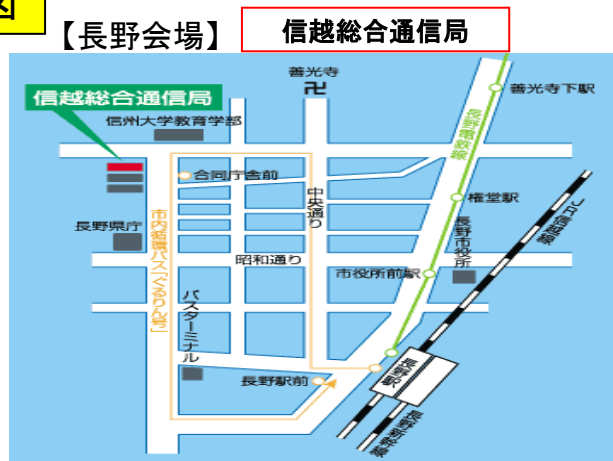 図
【長野会場】
信越総合通信局
善光寺
卍
善光寺下駅
信越総合通信局
信州大学教育学部
長野電鉄線
合同庁舎前
中央通り
権堂駅
JR信越線
長野県庁
市内循環バス「ぐるりん号」
長野市役所
昭和通り
市役所前駅
バスターミナル
長野駅
長野駅前
長野新幹線